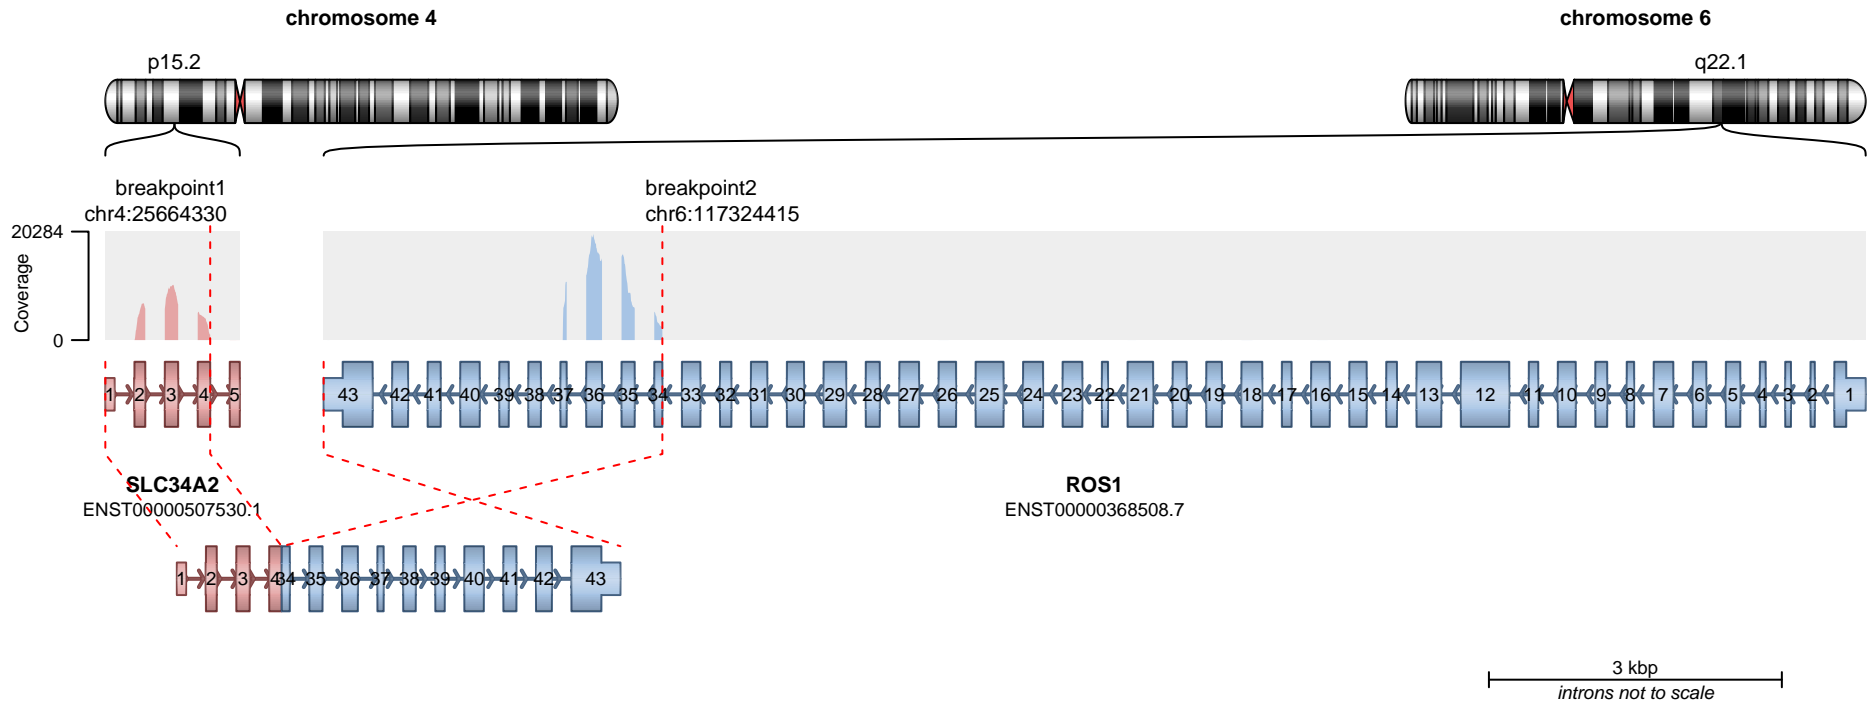 chromosome 4
chromosome 6
p15.2
q22.1
breakpoint1
chr4:25664330
breakpoint2
chr6:117324415
20284
Coverage
0
1 2 3 4 5
43 42 41 40 39 38 37 36 35 34 33 32 31 30 29 28 27 26 25 24 23 22 21 20 19 18 17 16 15 14 13 12 11 10 9 8 7 6 5 4 3 2 1
SLC34A2
ENST00000507530.1
ROS1
ENST00000368508.7
1 2 3 4 34 35 36 37 38 39 40 41 42 43
3 kbp
introns not to scale